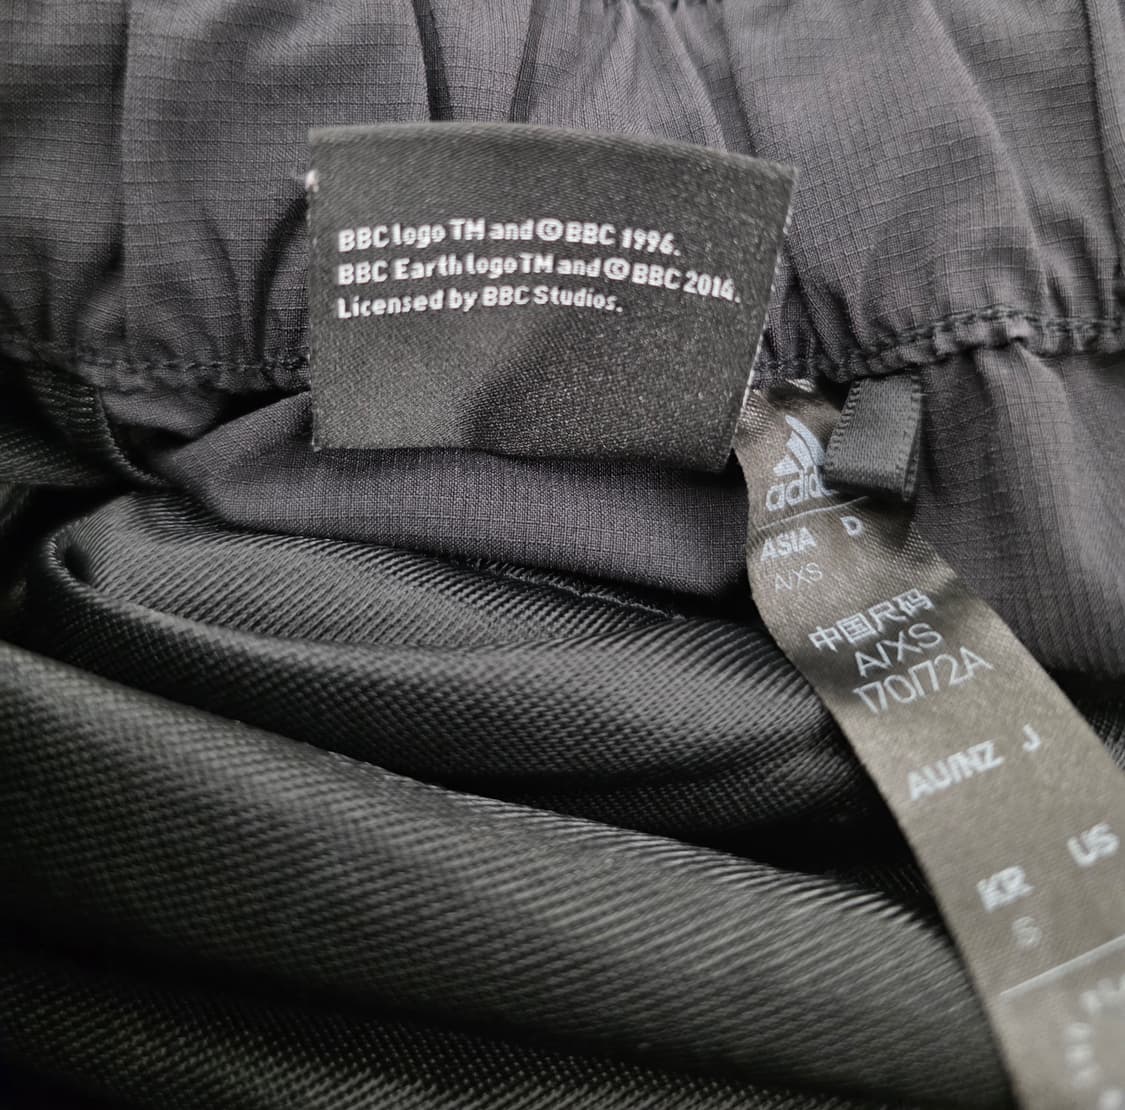 BBC logo TM and © BBC 1996.
BBC Earth logo TM and © BBC 2014.
Licensed by BBC Studios.
ASIA D
A/XS
中国尺码
A/XS
170/72A
AU/NZ J
US
KR
S